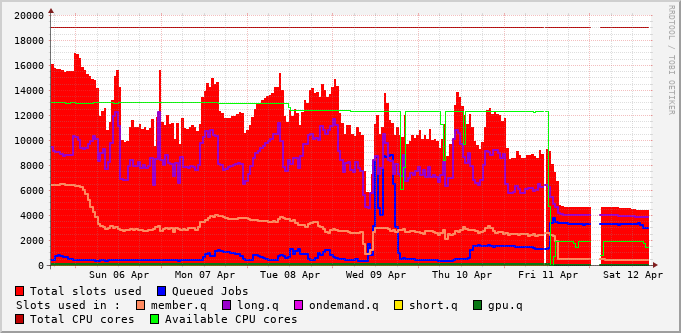 20000
18000
16000
14000
12000
10000
8000
6000
4000
2000
0
Sun 06 Apr Mon 07 Apr Tue 08 Apr Wed 09 Apr Thu 10 Apr Fri 11 Apr Sat 12 Apr
RRDTOOL / TOBI OETIKER
Total slots used Queued Jobs
Slots used in : member.q long.q ondemand.q short.q gpu.q
Total CPU cores Available CPU cores